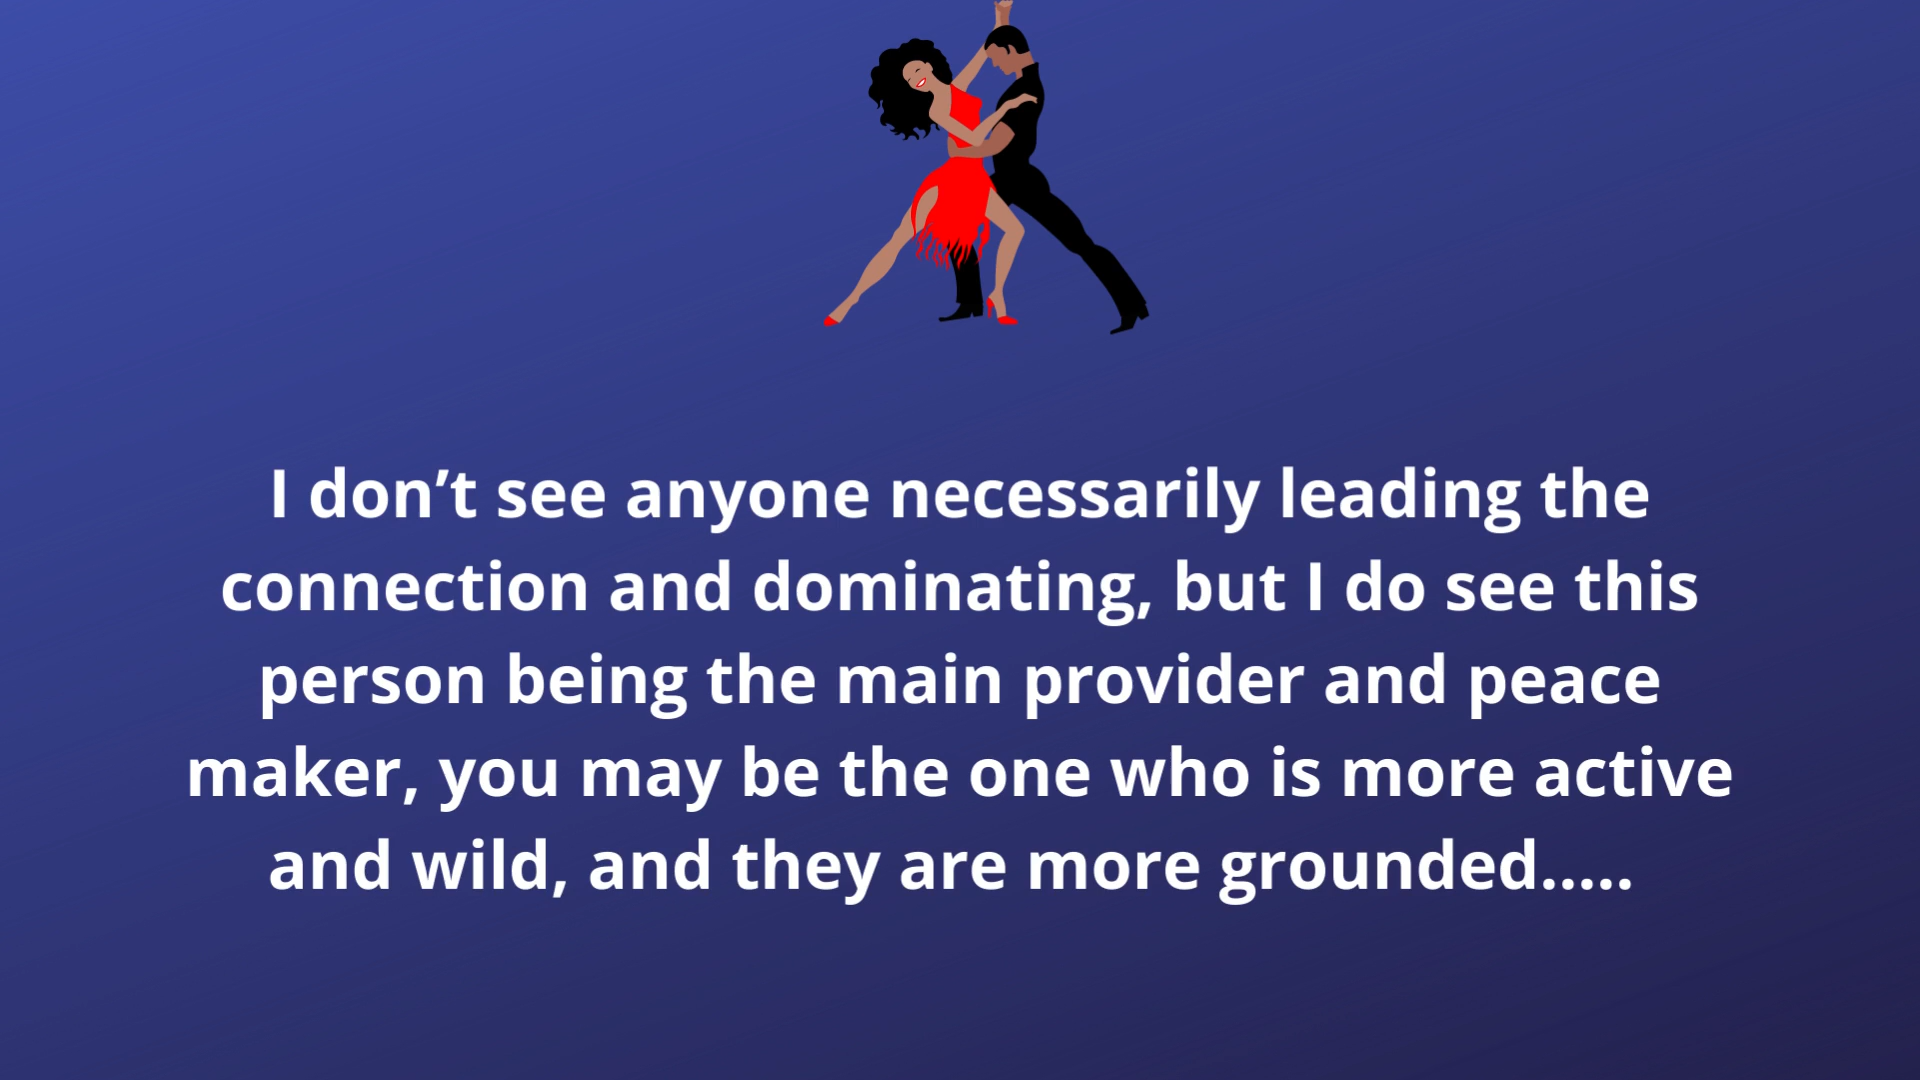 I don’t see anyone necessarily leading the
connection and dominating, but I do see this
person being the main provider and peace
maker, you may be the one who is more active
and wild, and they are more grounded.....